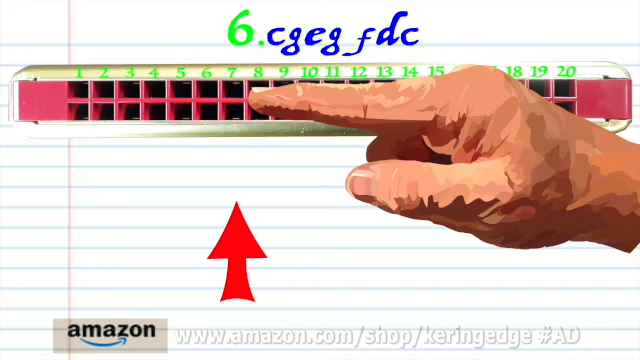 6.cgeg fdc
1 2 3 4 5 6 7 8 9 10 11 12 13 14 15 18 19 20
amazon www.amazon.com/shop/keringedge #AD